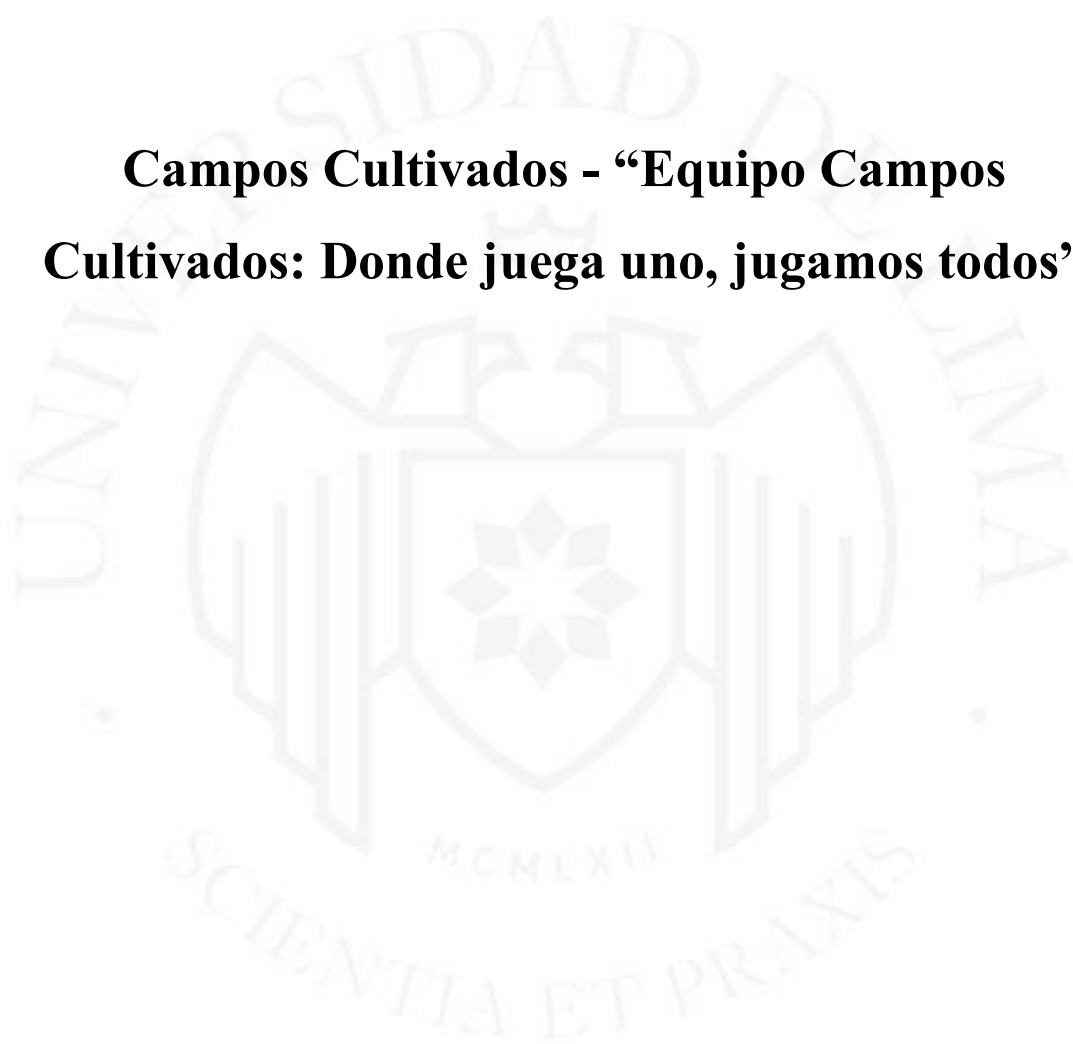 Campos Cultivados - “Equipo Campos
Cultivados: Donde juega uno, jugamos todos’
UNIVERSIDAD DE LIMA
MCMLXII
SCIENTIA ET PRAXIS